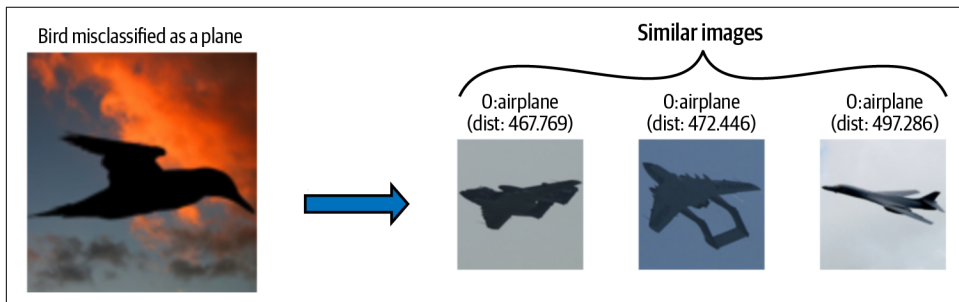 Bird misclassified as a plane
Similar images
0:airplane
(dist: 467.769)
0:airplane
(dist: 472.446)
0:airplane
(dist: 497.286)